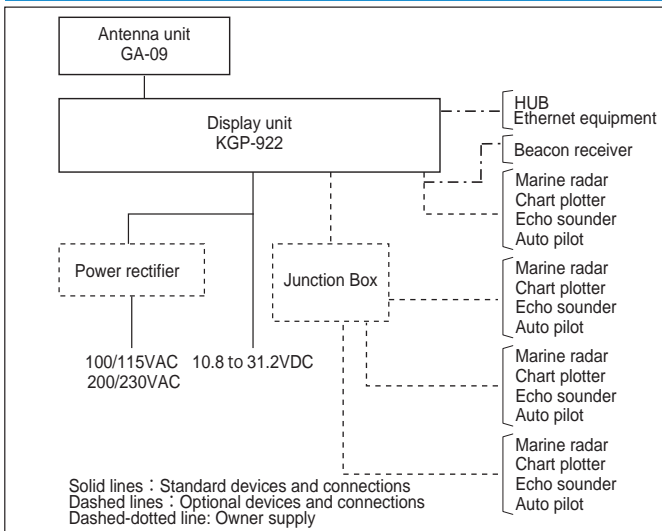 Antenna unit
GA-09
Display unit
KGP-922
HUB
Ethernet equipment
Beacon receiver
Marine radar
Chart plotter
Echo sounder
Auto pilot
Power rectifier
Junction Box
Marine radar
Chart plotter
Echo sounder
Auto pilot
100/115VAC
200/230VAC
10.8 to 31.2VDC
Marine radar
Chart plotter
Echo sounder
Auto pilot
Marine radar
Chart plotter
Echo sounder
Auto pilot
Solid lines : Standard devices and connections
Dashed lines : Optional devices and connections
Dashed-dotted line: Owner supply